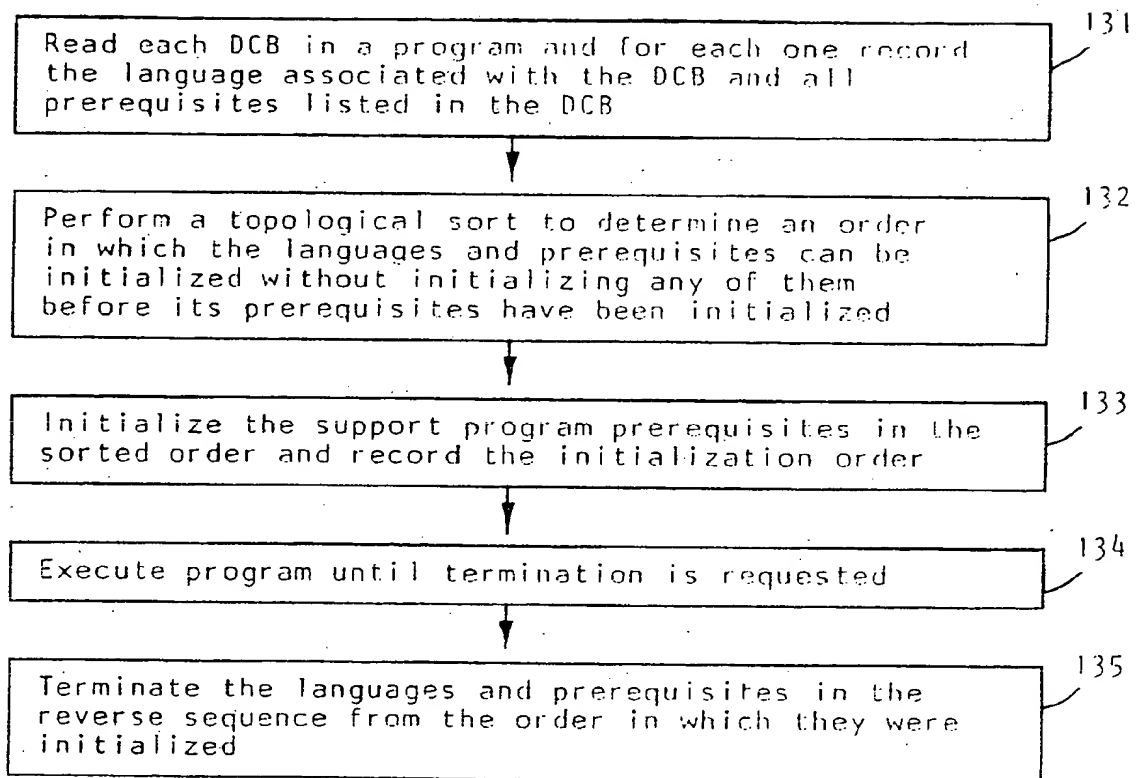 131
Read each DCB in a program and for each one record
the language associated with the DCB and all
prerequisites listed in the DCB
132
Perform a topological sort to determine an order
in which the languages and prerequisites can be
initialized without initializing any of them
before its prerequisites have been initialized
133
Initialize the support program prerequisites in the
sorted order and record the initialization order
134
Execute program until termination is requested
135
Terminate the languages and prerequisites in the
reverse sequence from the order in which they were
initialized